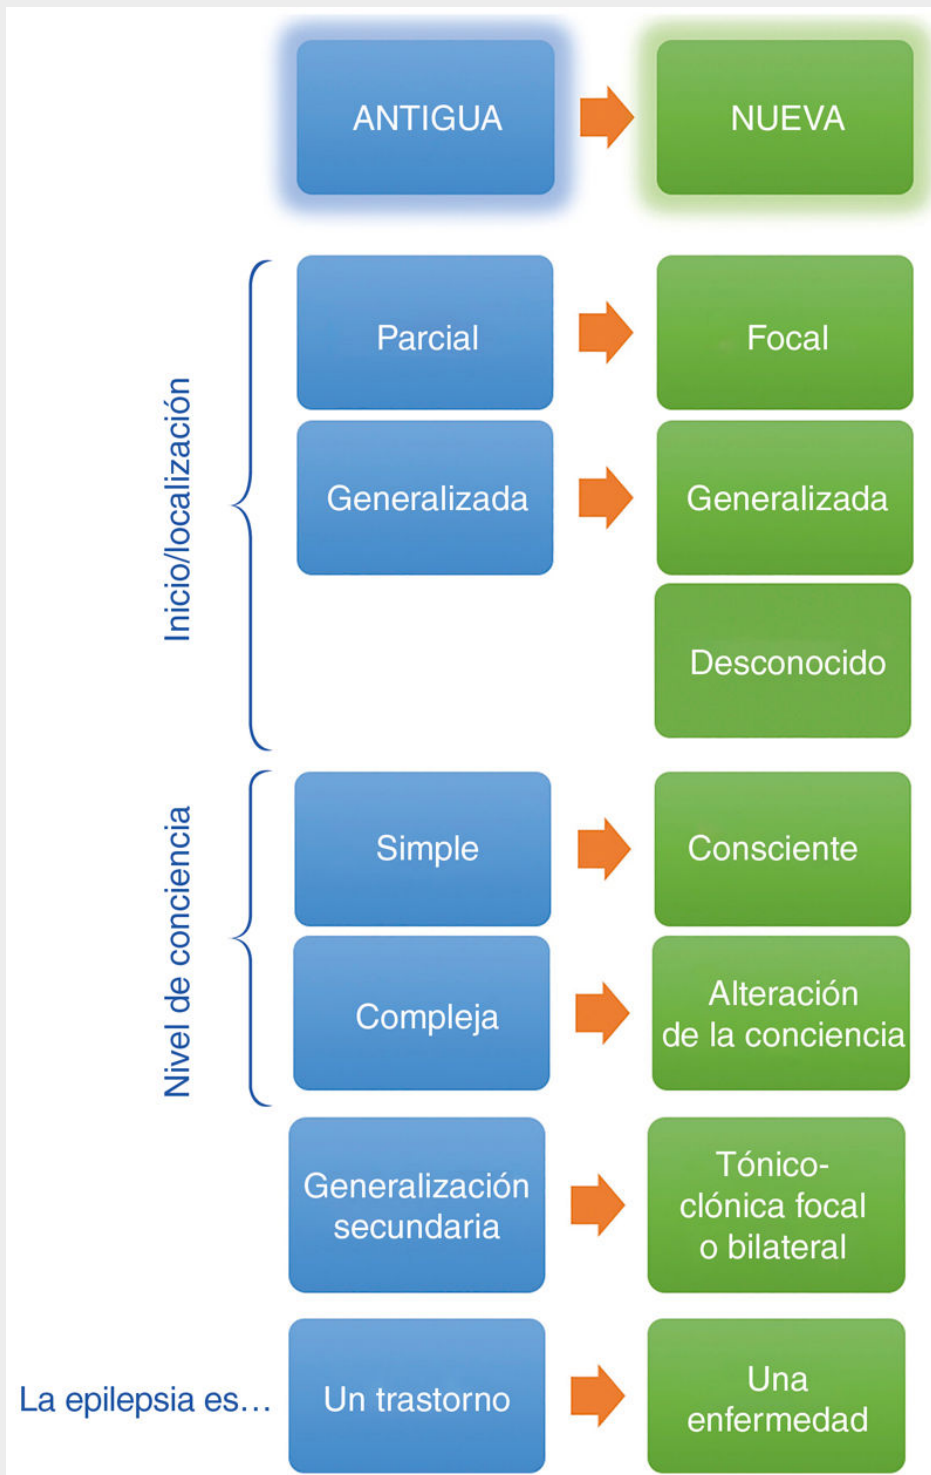 ANTIGUA
NUEVA
Inicio/localización
Parcial
Focal
Generalizada
Generalizada
Desconocido
Nivel de conciencia
Simple
Consciente
Compleja
Alteración
de la conciencia
Generalización
secundaria
Tónico-
clónica focal
o bilateral
La epilepsia es...
Un trastorno
Una
enfermedad